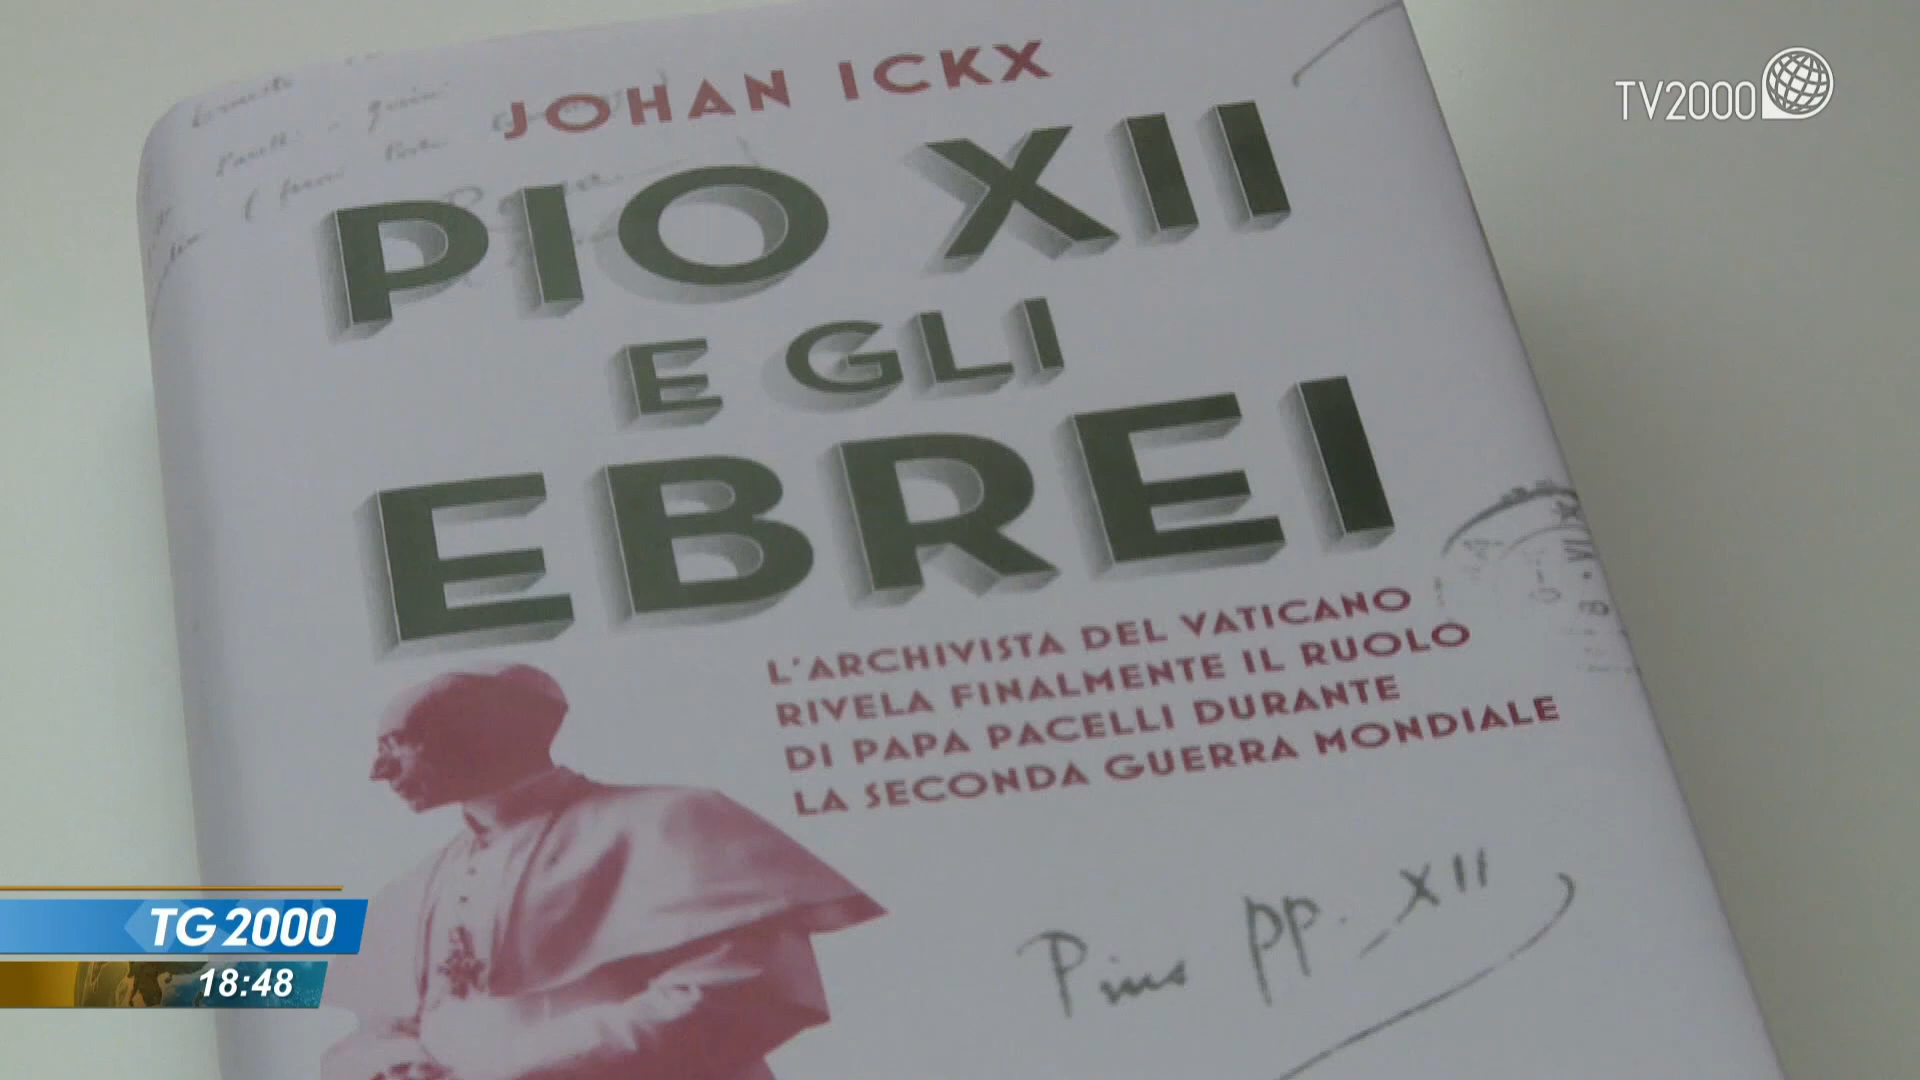 JOHAN ICKX
TV2000
PIO XII
E GLI
EBREI
L'ARCHIVISTA DEL VATICANO
RIVELA FINALMENTE IL RUOLO
DI PAPA PACELLI DURANTE
LA SECONDA GUERRA MONDIALE
Pius pp. XII
TG 2000
18:48